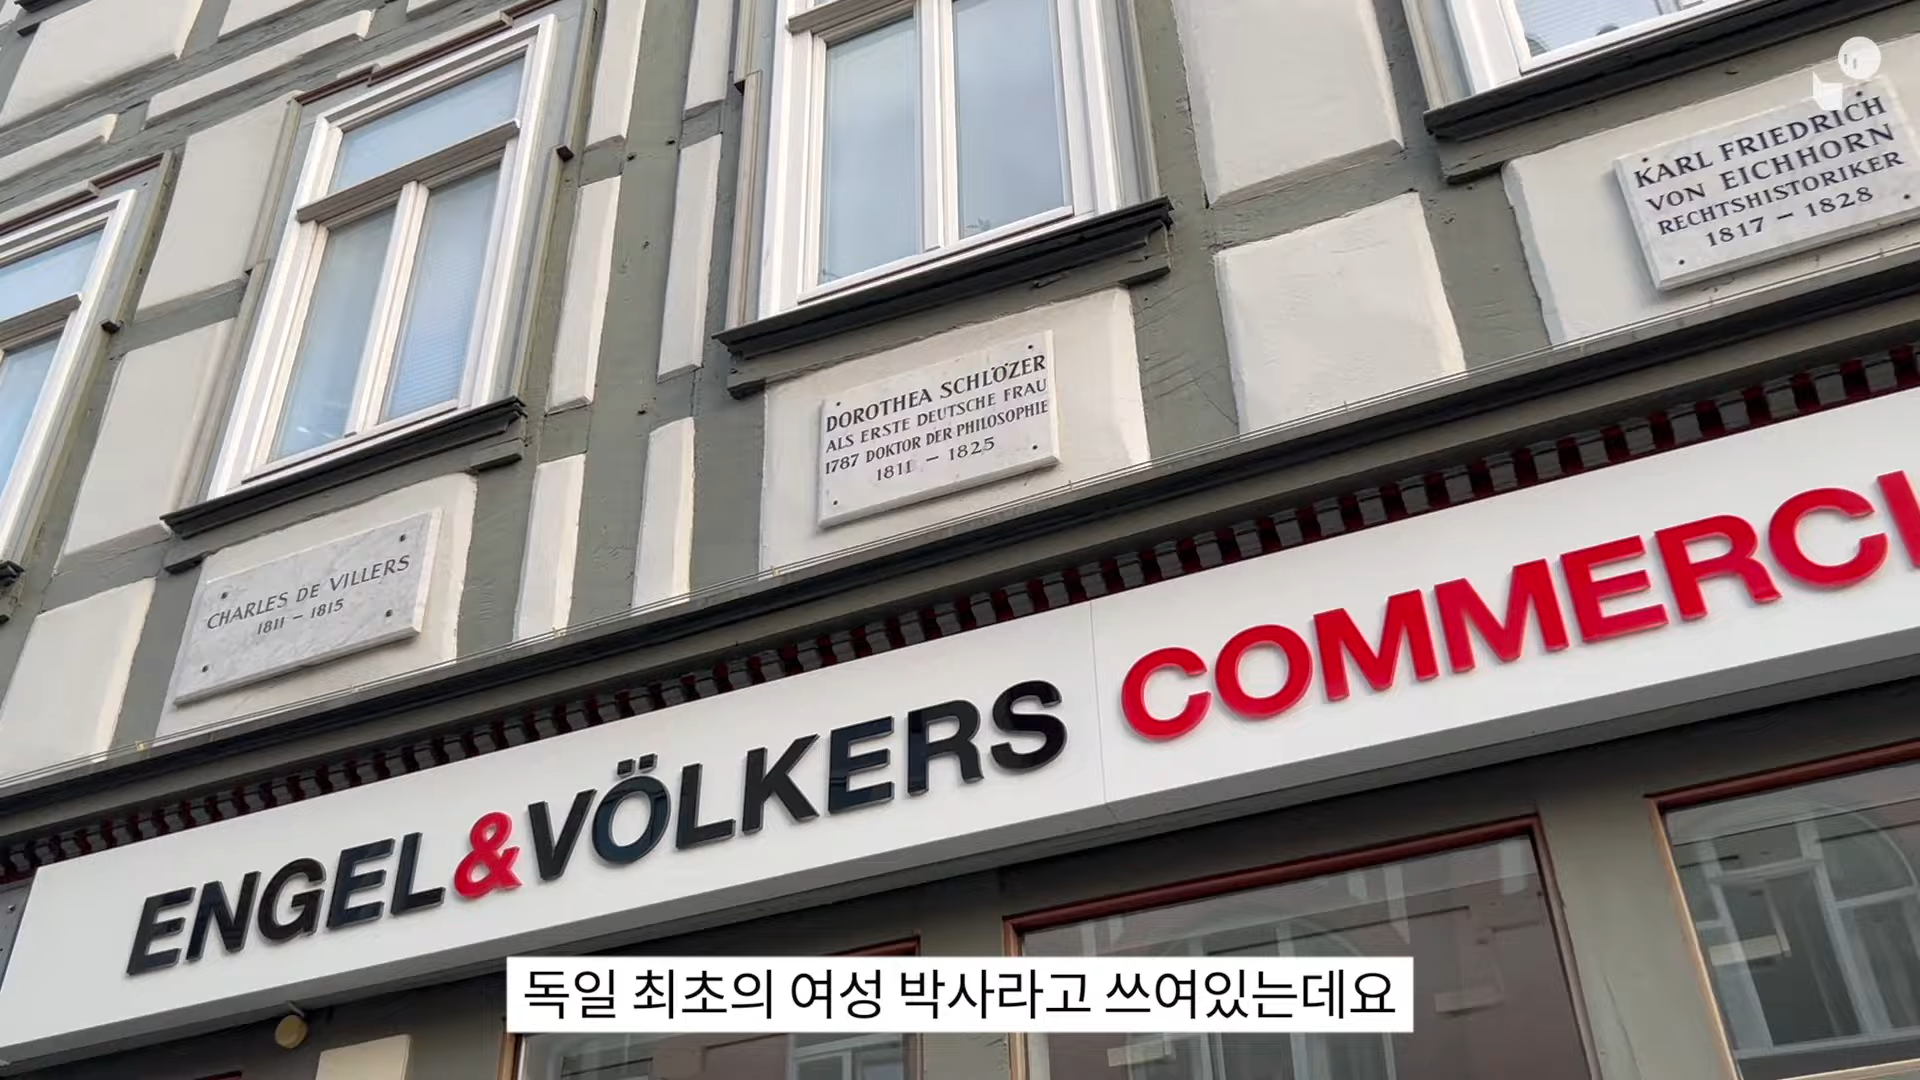 KARL FRIEDRICH
VON EICHHORN
RECHTSHISTORIKER
1817 – 1828
DOROTHEA SCHLÖZER
ALS ERSTE DEUTSCHE FRAU
1787 DOKTOR DER PHILOSOPHIE
1811 – 1825
CHARLES DE VILLERS
1811 – 1815
ENGEL&VÖLKERS COMMERCI
독일 최초의 여성 박사라고 쓰여있는데요